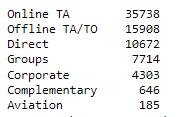 Online TA 35738
Offline TA/TO 15908
Direct 10672
Groups 7714
Corporate 4303
Complementary 646
Aviation 185